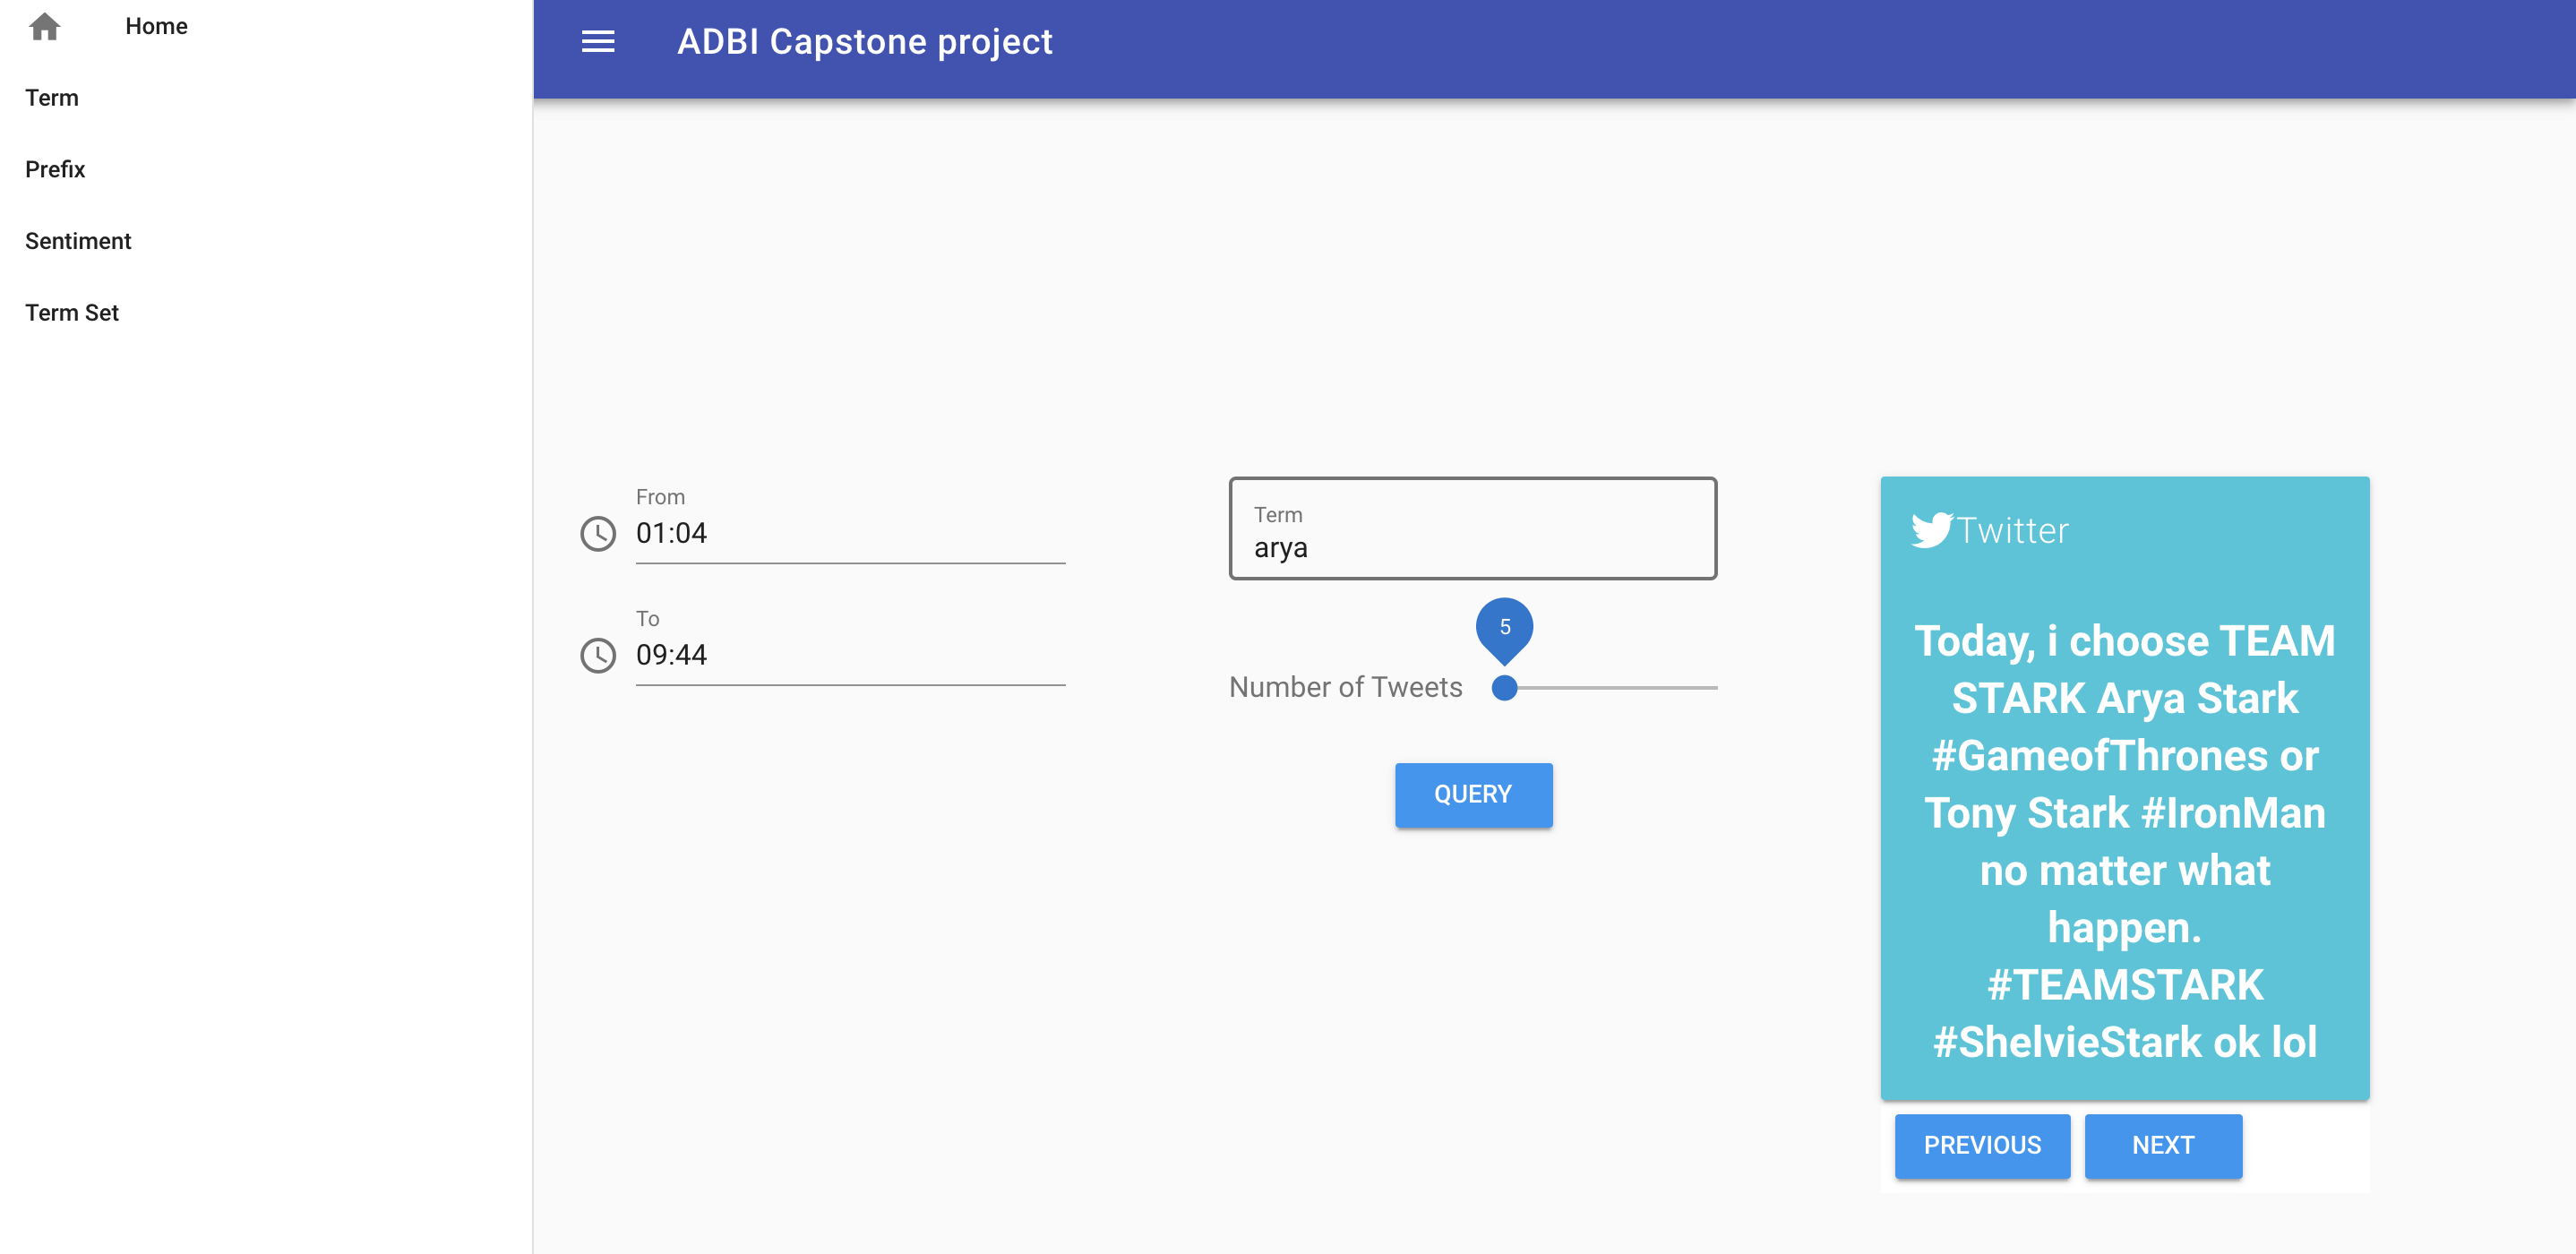 Home
Term
Prefix
Sentiment
Term Set
ADBI Capstone project
From
01:04
To
09:44
Term
arya
5
Number of Tweets
QUERY
Twitter
Today, i choose TEAM
STARK Arya Stark
#GameofThrones or
Tony Stark #IronMan
no matter what
happen.
#TEAMSTARK
#ShelvieStark ok lol
PREVIOUS
NEXT